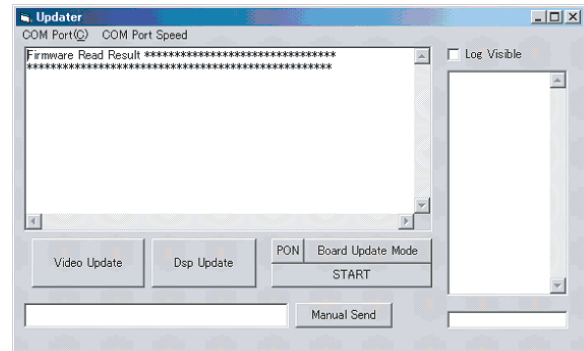 Updater
COM Port(C) COM Port Speed
Firmware Read Result ********************************
***************************************************
Log Visible
Video Update
Dsp Update
PON
Board Update Mode
START
Manual Send